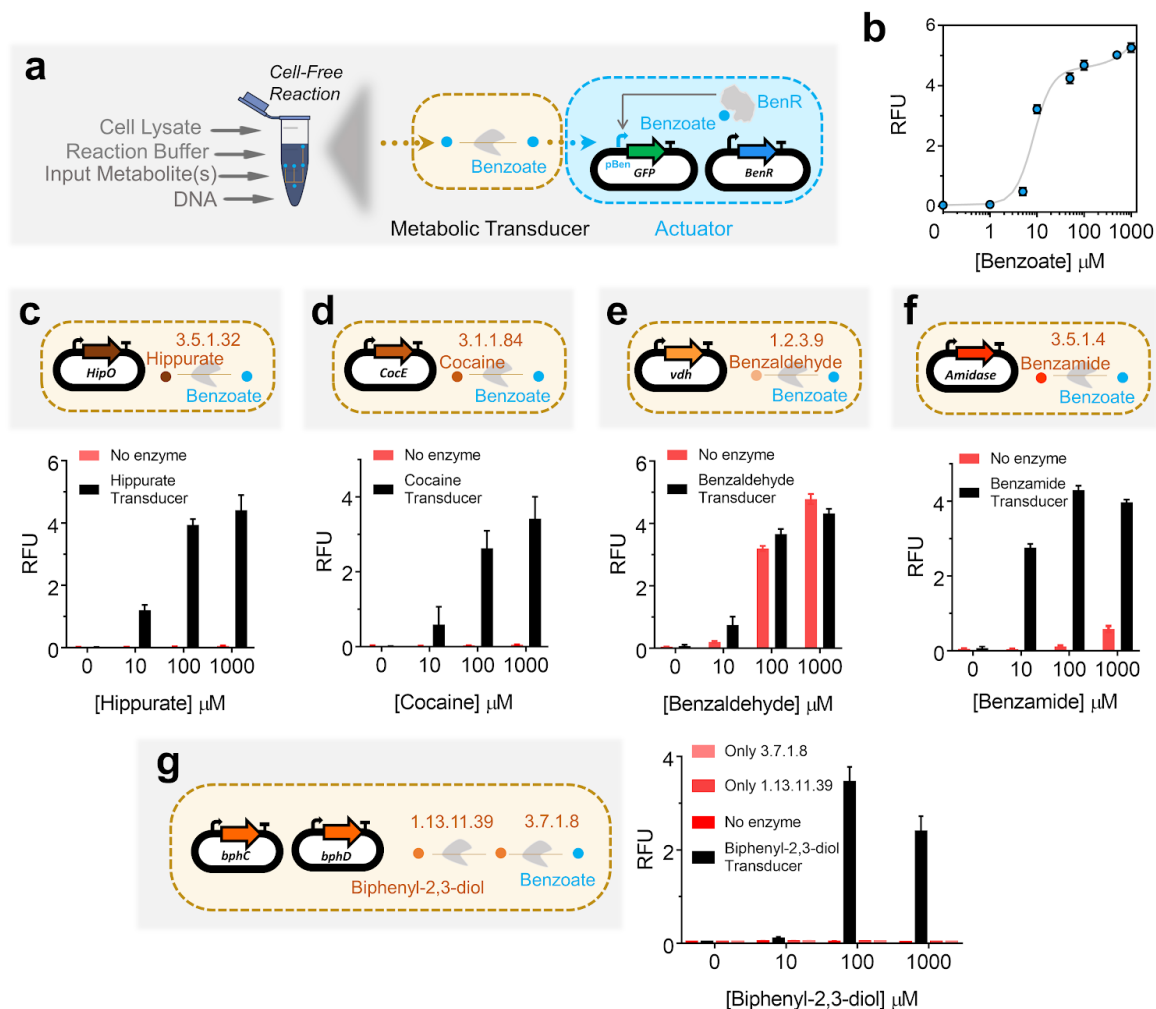 a
Cell-Free
Reaction
Cell Lysate
Reaction Buffer
Input Metabolite(s)
DNA
Benzoate
Metabolic Transducer
BenR
Benzoate
pBen
GFP
BenR
Actuator
b
RFU
6
4
2
0
0 1 10 100 1000
[Benzoate] µM
c
3.5.1.32
Hippurate
HipO
Benzoate
No enzyme
Hippurate
Transducer
RFU
6
4
2
0
0 10 100 1000
[Hippurate] µM
d
3.1.1.84
Cocaine
CocE
Benzoate
No enzyme
Cocaine
Transducer
RFU
4
2
0
0 10 100 1000
[Cocaine] µM
e
1.2.3.9
Benzaldehyde
vdh
Benzoate
No enzyme
Benzaldehyde
Transducer
RFU
6
4
2
0
0 10 100 1000
[Benzaldehyde] µM
f
3.5.1.4
Benzamide
Amidase
Benzoate
No enzyme
Benzamide
Transducer
RFU
4
2
0
0 10 100 1000
[Benzamide] µM
g
1.13.11.39 3.7.1.8
bphC bphD
Biphenyl-2,3-diol
Benzoate
Only 3.7.1.8
Only 1.13.11.39
No enzyme
Biphenyl-2,3-diol
Transducer
RFU
4
2
0
0 10 100 1000
[Biphenyl-2,3-diol] µM